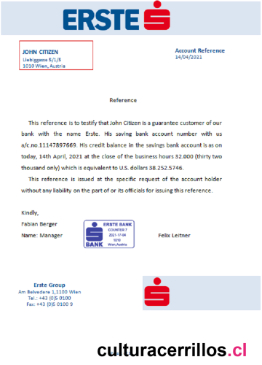 ERSTE
JOHN CITIZEN
Liebiggasse 5/1/E
1010 Wien, Austria
Account Reference
14/04/2021
Reference
This reference is to testify that John Citizen is a guarantee customer of our
bank with the name Erste. His saving bank account number with us
a/c.no.11147897669. His credit balance in the savings bank account is as on
today, 14th April, 2021 at the close of the business hours 32.000 (thirty two
thousand only) which is equivalent to U.S. dollars 38.252.5746.
This reference is issued at the specific request of the account holder
without any liability on the part of or its officials for issuing this reference.
Kindly,
Fabian Berger
Name: Manager
ERSTE BANK
BANK
Felix Leitner
Erste Group
Am Belvedere 1,1100 Wien
Tel.: +43 (0)5 0100
Fax: +43 (0)5 0100 9
culturacerrillos.cl